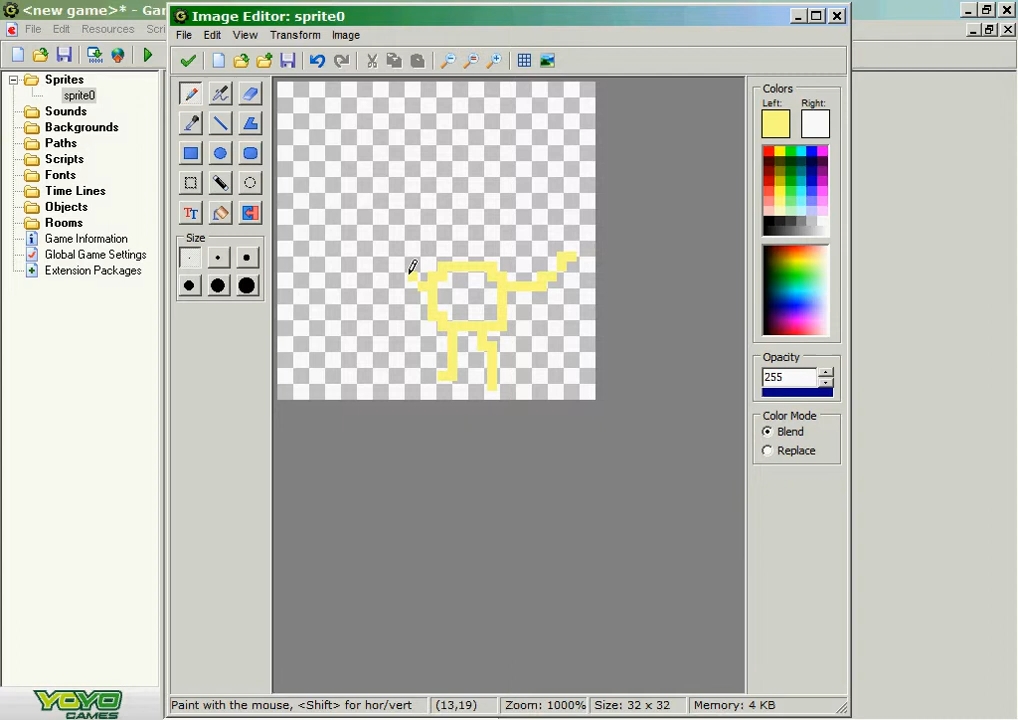 <new game>* - Ga
File Edit Resources Scri
Sprites
sprite0
Sounds
Backgrounds
Paths
Scripts
Fonts
Time Lines
Objects
Rooms
Game Information
Global Game Settings
Extension Packages
YOYO
GAMES
Image Editor: sprite0
File Edit View Transform Image
TT
Size
Colors
Left: Right:
Opacity
255
Color Mode
Blend
Replace
Paint with the mouse, <Shift> for hor/vert (13,19) Zoom: 1000% Size: 32 x 32 Memory: 4 KB